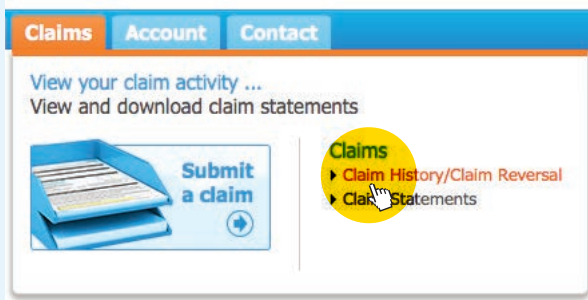 Claims
Account
Contact
View your claim activity ...
View and download claim statements
Submit
a claim
Claims
Claim History/Claim Reversal
Claim Statements